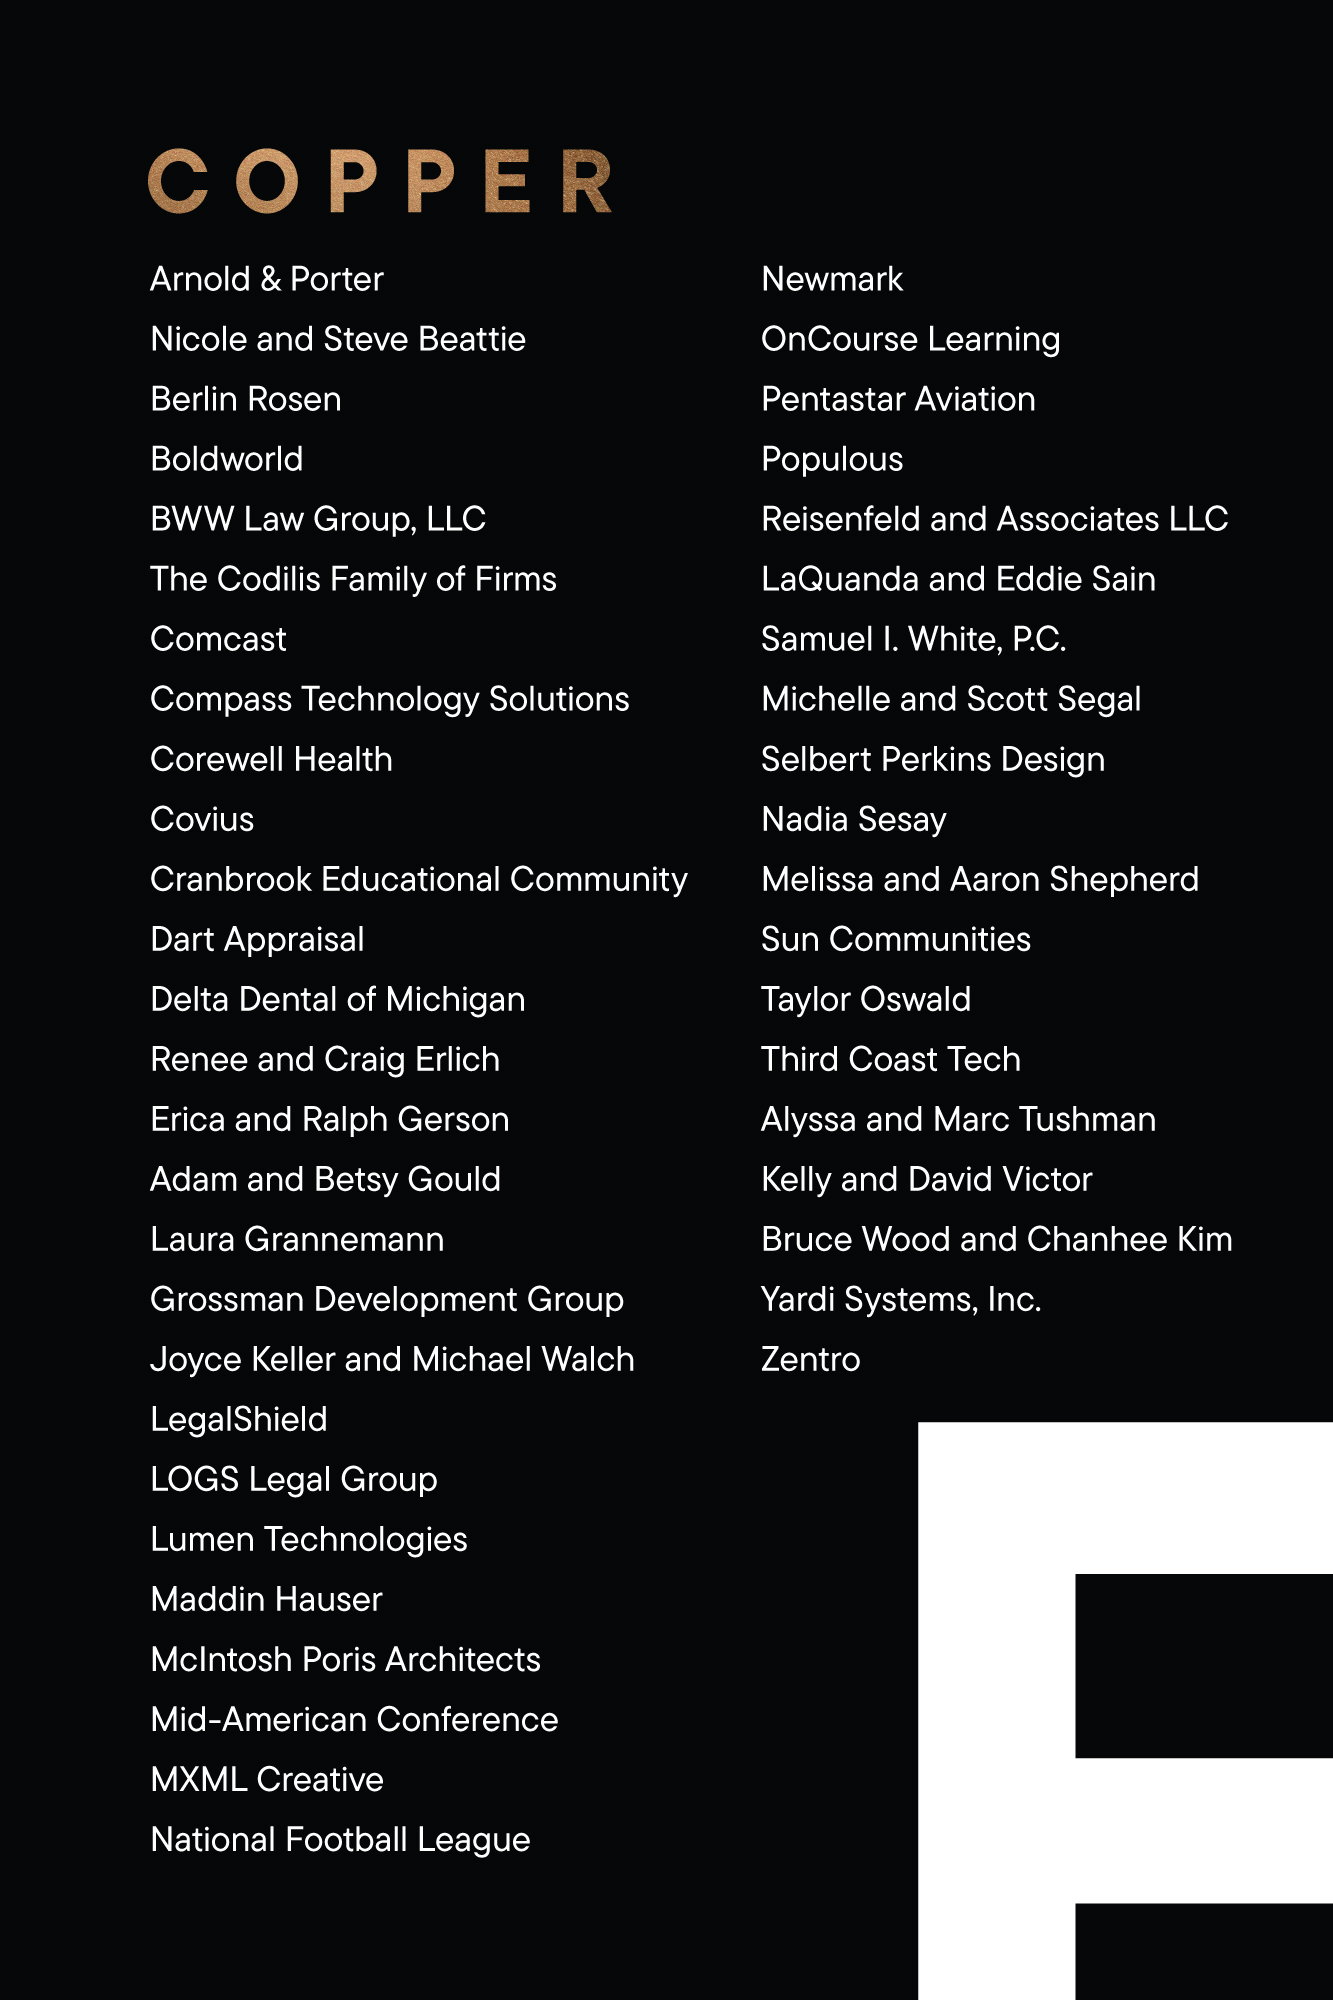 COPPER
Arnold & Porter
Nicole and Steve Beattie
Berlin Rosen
Boldworld
BWW Law Group, LLC
The Codilis Family of Firms
Comcast
Compass Technology Solutions
Corewell Health
Covius
Cranbrook Educational Community
Dart Appraisal
Delta Dental of Michigan
Renee and Craig Erlich
Erica and Ralph Gerson
Adam and Betsy Gould
Laura Grannemann
Grossman Development Group
Joyce Keller and Michael Walch
LegalShield
LOGS Legal Group
Lumen Technologies
Maddin Hauser
McIntosh Poris Architects
Mid-American Conference
MXML Creative
National Football League
Newmark
OnCourse Learning
Pentastar Aviation
Populous
Reisenfeld and Associates LLC
LaQuanda and Eddie Sain
Samuel I. White, P.C.
Michelle and Scott Segal
Selbert Perkins Design
Nadia Sesay
Melissa and Aaron Shepherd
Sun Communities
Taylor Oswald
Third Coast Tech
Alyssa and Marc Tushman
Kelly and David Victor
Bruce Wood and Chanhee Kim
Yardi Systems, Inc.
Zentro